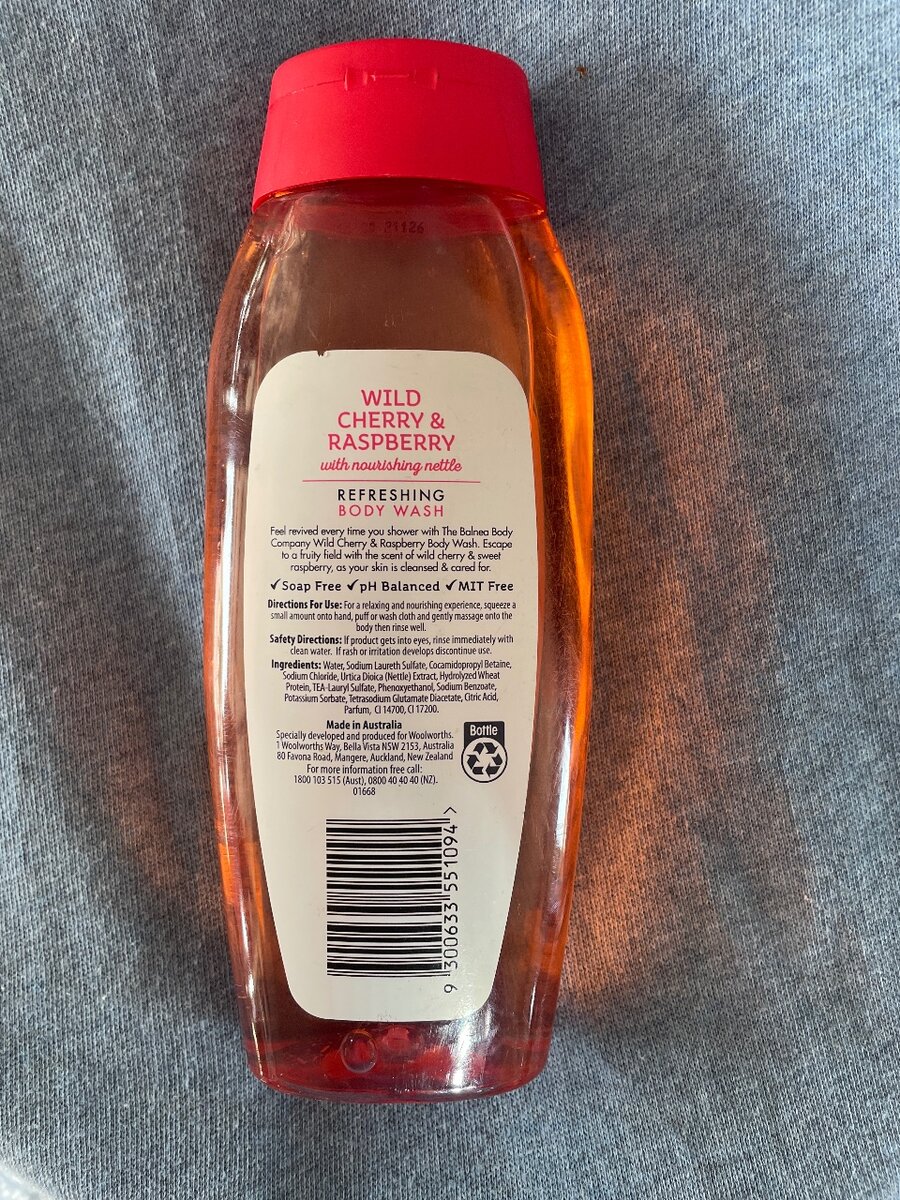 21126
WILD
CHERRY &
RASPBERRY
with nourishing nettle
REFRESHING
BODY WASH
Feel revived every time you shower with The Balnea Body
Company Wild Cherry & Raspberry Body Wash. Escape
to a fruity field with the scent of wild cherry & sweet
raspberry, as your skin is cleansed & cared for.
✓Soap Free ✓pH Balanced ✓MIT Free
Directions For Use: For a relaxing and nourishing experience, squeeze a
small amount onto hand, puff or wash cloth and gently massage onto the
body then rinse well.
Safety Directions: If product gets into eyes, rinse immediately with
clean water. If rash or irritation develops discontinue use.
Ingredients: Water, Sodium Laureth Sulfate, Cocamidopropyl Betaine,
Sodium Chloride, Urtica Dioica (Nettle) Extract, Hydrolyzed Wheat
Protein, TEA-Lauryl Sulfate, Phenoxyethanol, Sodium Benzoate,
Potassium Sorbate, Tetrasodium Glutamate Diacetate, Citric Acid,
Parfum, CI 14700, CI 17200.
Made in Australia
Specially developed and produced for Woolworths.
1 Woolworths Way, Bella Vista NSW 2153, Australia
80 Favona Road, Mangere, Auckland, New Zealand
For more information free call:
1800 103 515 (Aust), 0800 40 40 40 (NZ).
01668
Bottle
9 300633 551094 >